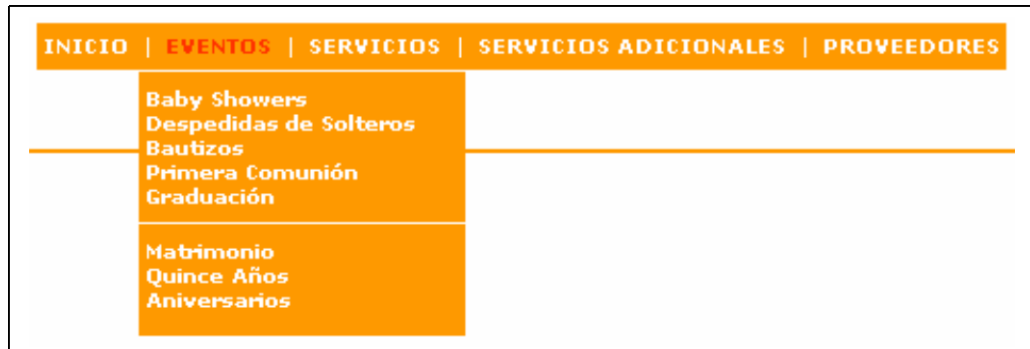 INICIO | EVENTOS | SERVICIOS | SERVICIOS ADICIONALES | PROVEEDORES
Baby Showers
Despedidas de Solteros
Bautizos
Primera Comunión
Graduación
Matrimonio
Quince Años
Aniversarios